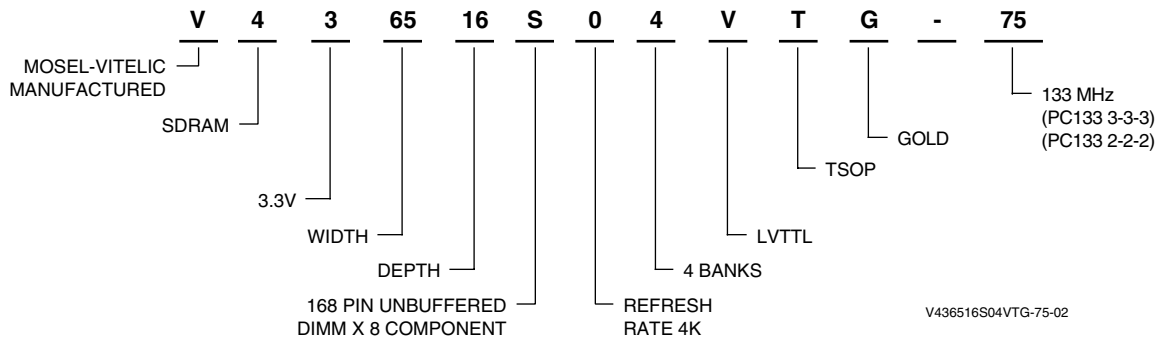 V 4 3 65 16 S 0 4 V T G - 75
MOSEL-VITELIC
MANUFACTURED
SDRAM
3.3V
WIDTH
DEPTH
168 PIN UNBUFFERED
DIMM X 8 COMPONENT
REFRESH
RATE 4K
4 BANKS
LVTTL
TSOP
GOLD
133 MHz
(PC133 3-3-3)
(PC133 2-2-2)
V436516S04VTG-75-02